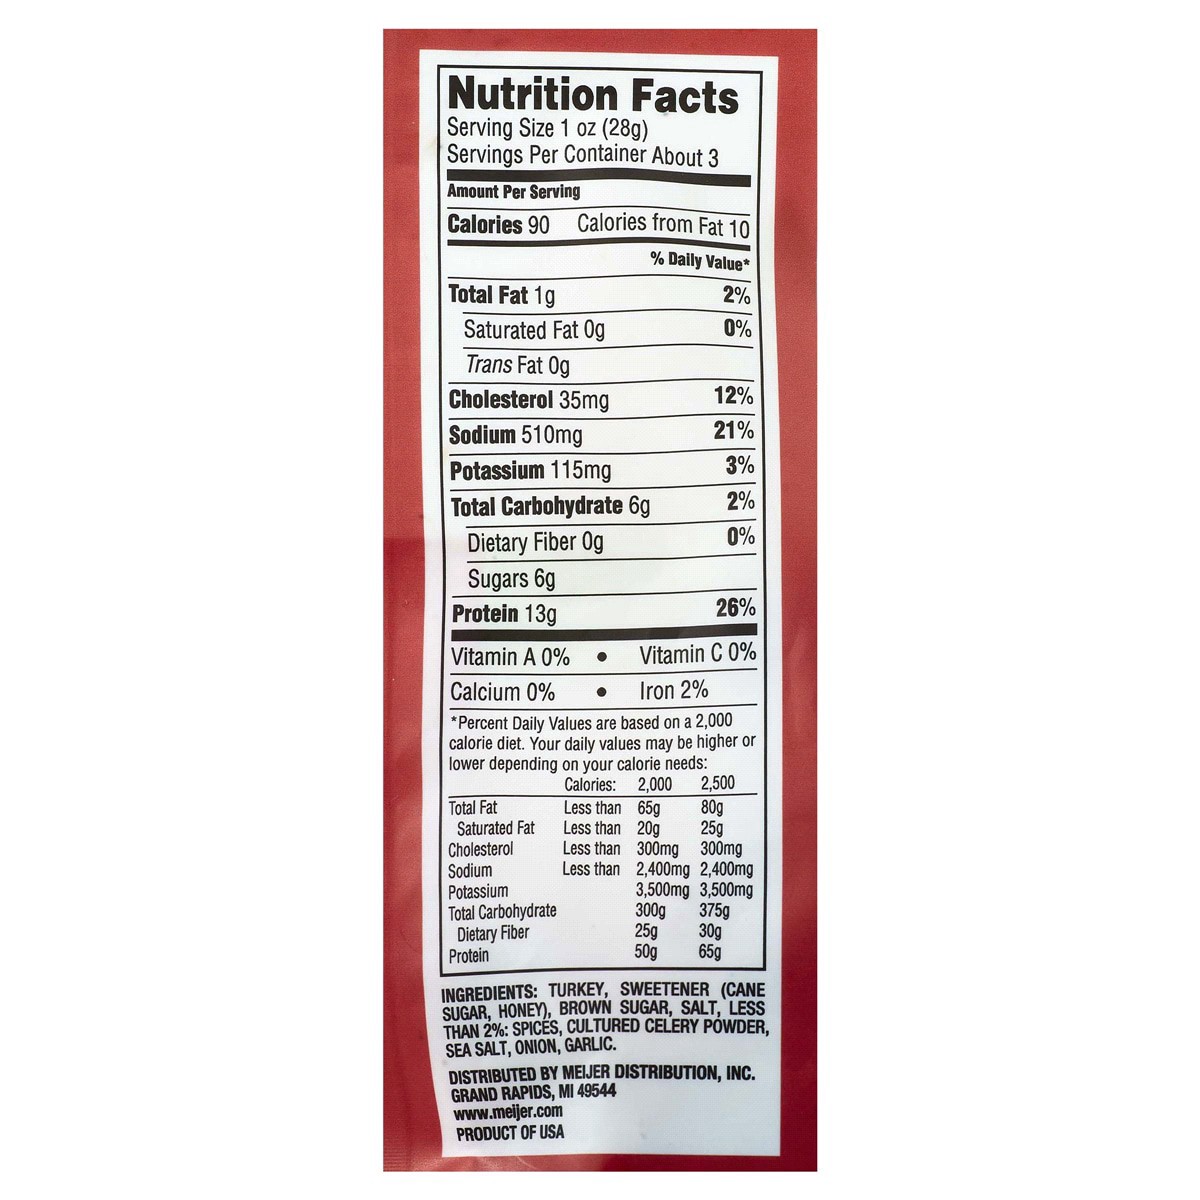 Nutrition Facts
Serving Size 1 oz (28g)
Servings Per Container About 3
Amount Per Serving
Calories 90 Calories from Fat 10
% Daily Value*
Total Fat 1g 2%
Saturated Fat 0g 0%
Trans Fat 0g
Cholesterol 35mg 12%
Sodium 510mg 21%
Potassium 115mg 3%
Total Carbohydrate 6g 2%
Dietary Fiber 0g 0%
Sugars 6g
Protein 13g 26%
Vitamin A 0% • Vitamin C 0%
Calcium 0% • Iron 2%
*Percent Daily Values are based on a 2,000
calorie diet. Your daily values may be higher or
lower depending on your calorie needs:
Calories: 2,000 2,500
Total Fat Less than 65g 80g
Saturated Fat Less than 20g 25g
Cholesterol Less than 300mg 300mg
Sodium Less than 2,400mg 2,400mg
Potassium 3,500mg 3,500mg
Total Carbohydrate 300g 375g
Dietary Fiber 25g 30g
Protein 50g 65g
INGREDIENTS: TURKEY, SWEETENER (CANE
SUGAR, HONEY), BROWN SUGAR, SALT, LESS
THAN 2%: SPICES, CULTURED CELERY POWDER,
SEA SALT, ONION, GARLIC.
DISTRIBUTED BY MEIJER DISTRIBUTION, INC.
GRAND RAPIDS, MI 49544
www.meijer.com
PRODUCT OF USA